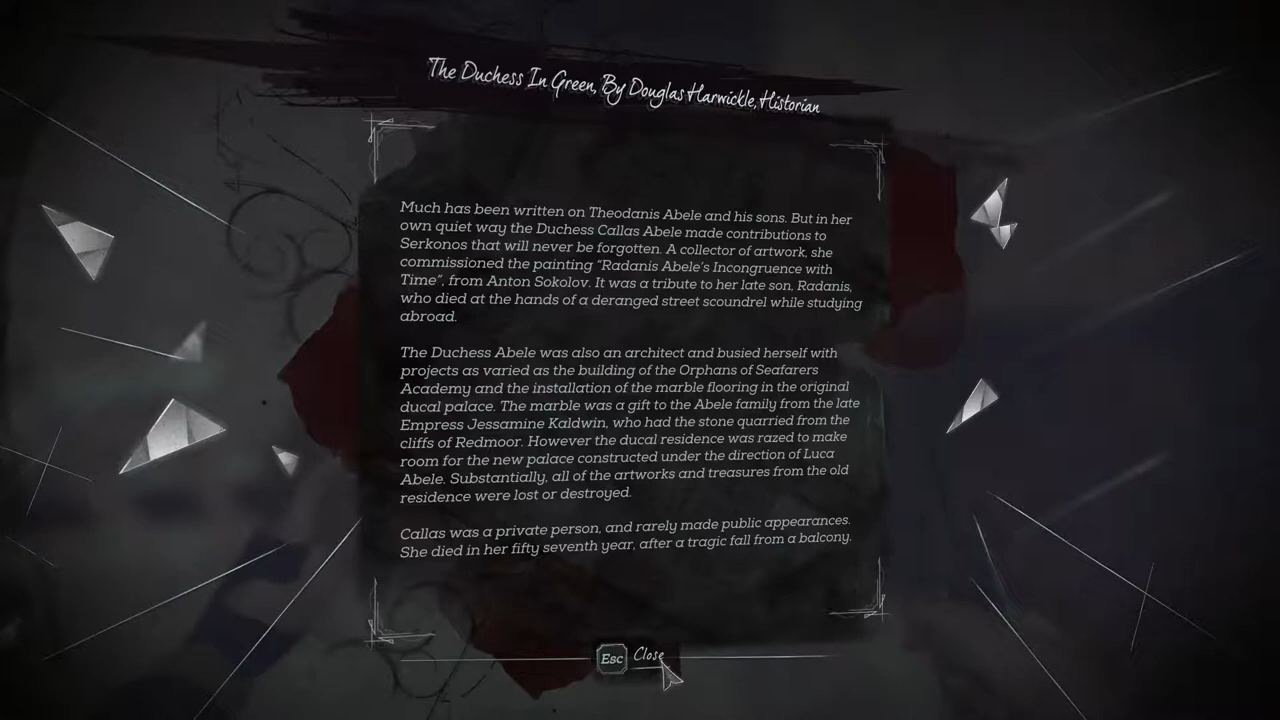 The Duchess In Green, By Douglas Harwickle, Historian
Much has been written on Theodanis Abele and his sons. But in her
own quiet way the Duchess Callas Abele made contributions to
Serkonos that will never be forgotten. A collector of artwork, she
commissioned the painting “Radanis Abele's Incongruence with
Time”, from Anton Sokolov. It was a tribute to her late son, Radanis,
who died at the hands of a deranged street scoundrel while studying
abroad.
The Duchess Abele was also an architect and busied herself with
projects as varied as the building of the Orphans of Seafarers
Academy and the installation of the marble flooring in the original
ducal palace. The marble was a gift to the Abele family from the late
Empress Jessamine Kaldwin, who had the stone quarried from the
cliffs of Redmoor. However the ducal residence was razed to make
room for the new palace constructed under the direction of Luca
Abele. Substantially, all of the artworks and treasures from the old
residence were lost or destroyed.
Callas was a private person, and rarely made public appearances.
She died in her fifty seventh year, after a tragic fall from a balcony.
Esc Close